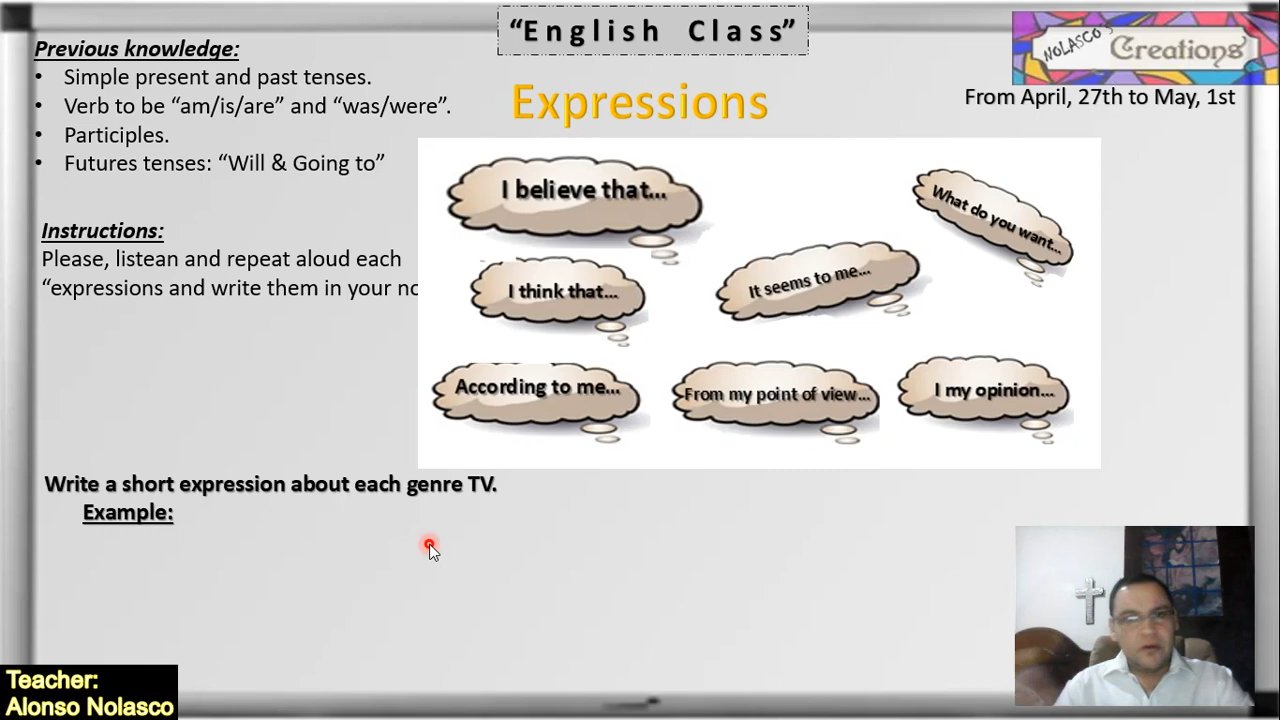 “English Class”
NOLASCO's
Creations
From April, 27th to May, 1st
Previous knowledge:
• Simple present and past tenses.
• Verb to be “am/is/are” and “was/were”.
• Participles.
• Futures tenses: “Will & Going to”
Expressions
Instructions:
Please, listean and repeat aloud each
“expressions and write them in your no
I believe that...
What do you want...
I think that...
It seems to me...
According to me...
From my point of view...
I my opinion...
Write a short expression about each genre TV.
Example:
Teacher:
Alonso Nolasco